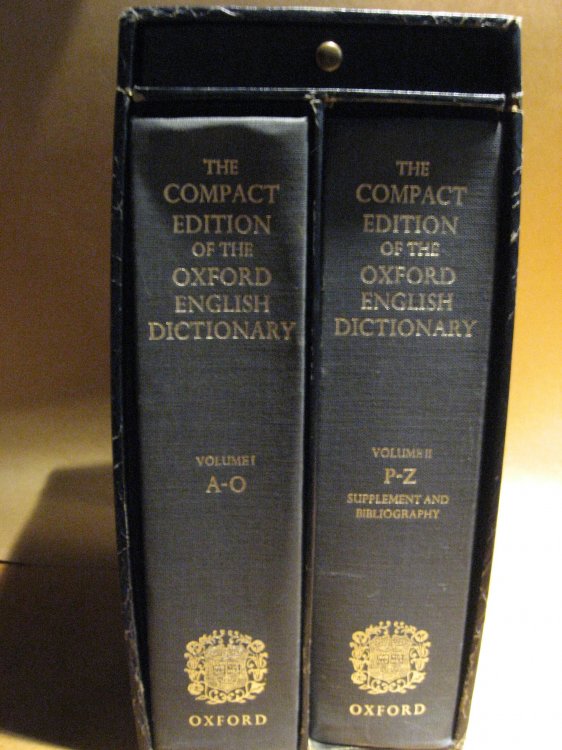 THE
COMPACT
EDITION
OF THE
OXFORD
ENGLISH
DICTIONARY
VOLUME I
A-O
OXFORD
THE
COMPACT
EDITION
OF THE
OXFORD
ENGLISH
DICTIONARY
VOLUME II
P-Z
SUPPLEMENT AND
BIBLIOGRAPHY
OXFORD